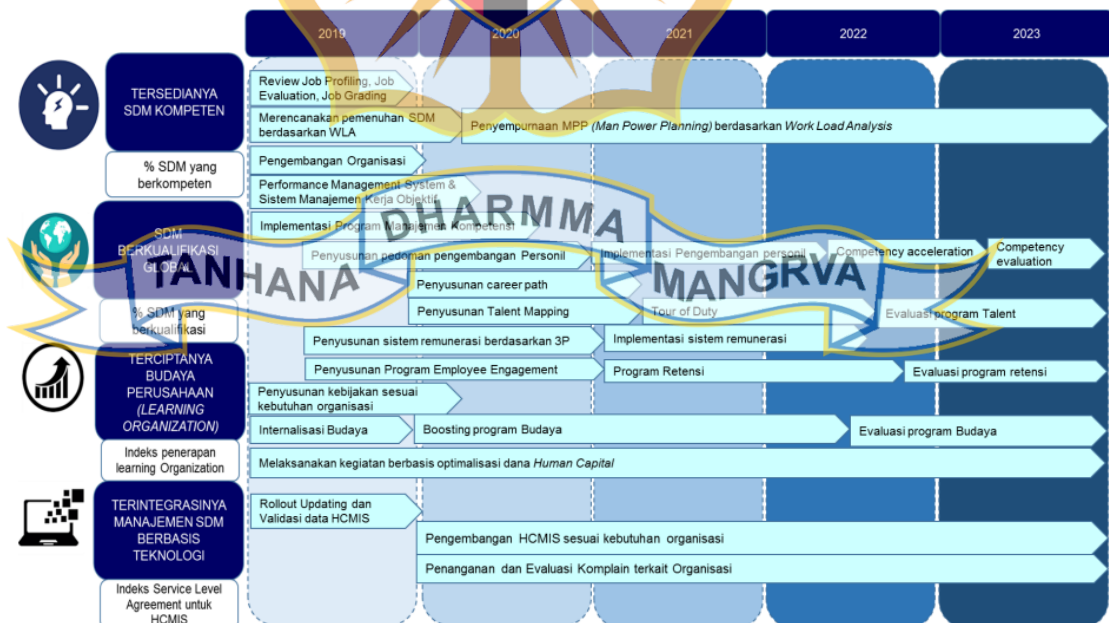 2019
2020
2021
2022
2023
TERSEDIANYA
SDM KOMPETEN
% SDM yang
berkompeten
Review Job Profiling, Job
Evaluation, Job Grading
Merencanakan pemenuhan SDM
berdasarkan WLA
Penyempurnaan MPP (Man Power Planning) berdasarkan Work Load Analysis
Pengembangan Organisasi
Performance Management System &
Sistem Manajemen Kerja Objektif
SDM
BERKUALIFIKASI
GLOBAL
% SDM yang
berkualifikasi
Implementasi Program Manajemen Kompetensi
Penyusunan pedoman pengembangan Personil
Implementasi Pengembangan personil
Competency acceleration
Competency
evaluation
Penyusunan career path
Penyusunan Talent Mapping
Tour of Duty
Evaluasi program Talent
Penyusunan sistem remunerasi berdasarkan 3P
Implementasi sistem remunerasi
TERCIPTANYA
BUDAYA
PERUSAHAAN
(LEARNING
ORGANIZATION)
Indeks penerapan
learning Organization
Penyusunan Program Employee Engagement
Program Retensi
Evaluasi program retensi
Penyusunan kebijakan sesuai
kebutuhan organisasi
Internalisasi Budaya
Boosting program Budaya
Evaluasi program Budaya
Melaksanakan kegiatan berbasis optimalisasi dana Human Capital
TERINTEGRASINYA
MANAJEMEN SDM
BERBASIS
TEKNOLOGI
Indeks Service Level
Agreement untuk
HCMIS
Rollout Updating dan
Validasi data HCMIS
Pengembangan HCMIS sesuai kebutuhan organisasi
Penanganan dan Evaluasi Komplain terkait Organisasi
TANHANA DHARMMA MANGRVA